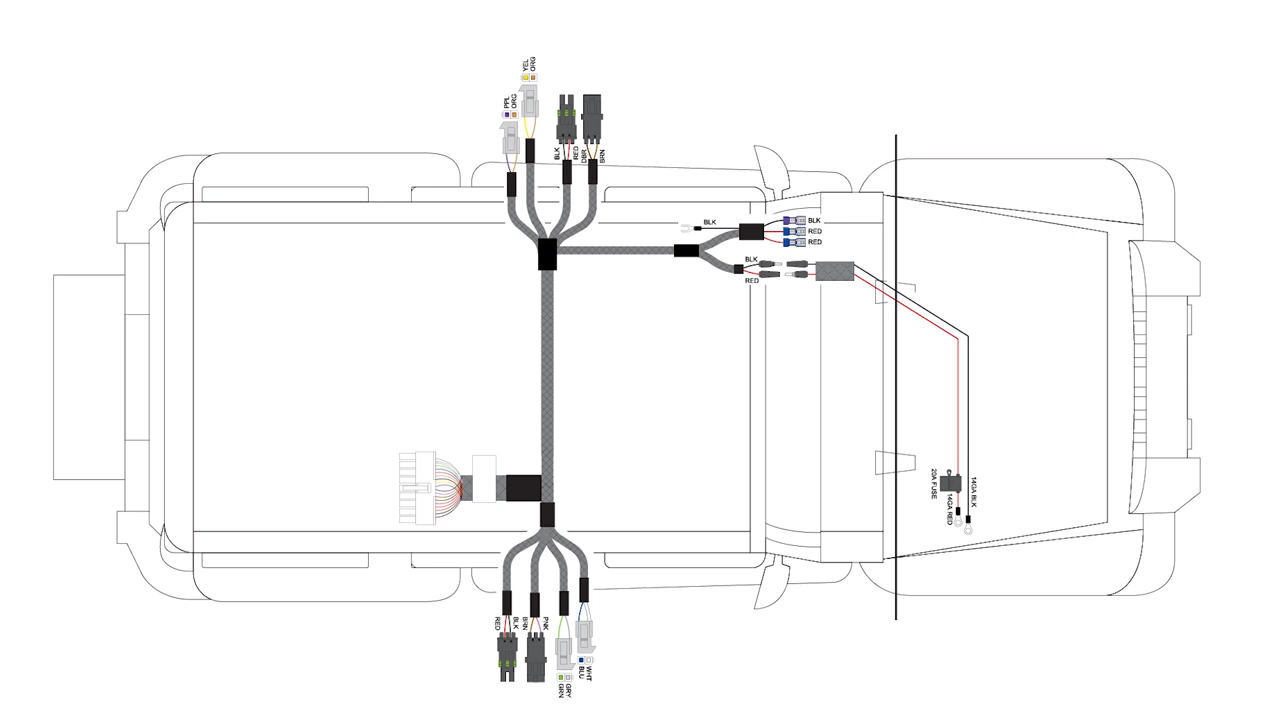 YEL
ORG
PPL
ORG
BLK
RED
DBR
BRN
BLK
BLK
RED
RED
BLK
RED
20A FUSE
14GA RED
14GA BLK
RED
BLK
BRN
PNK
BLU
WHT
GRN
GRY